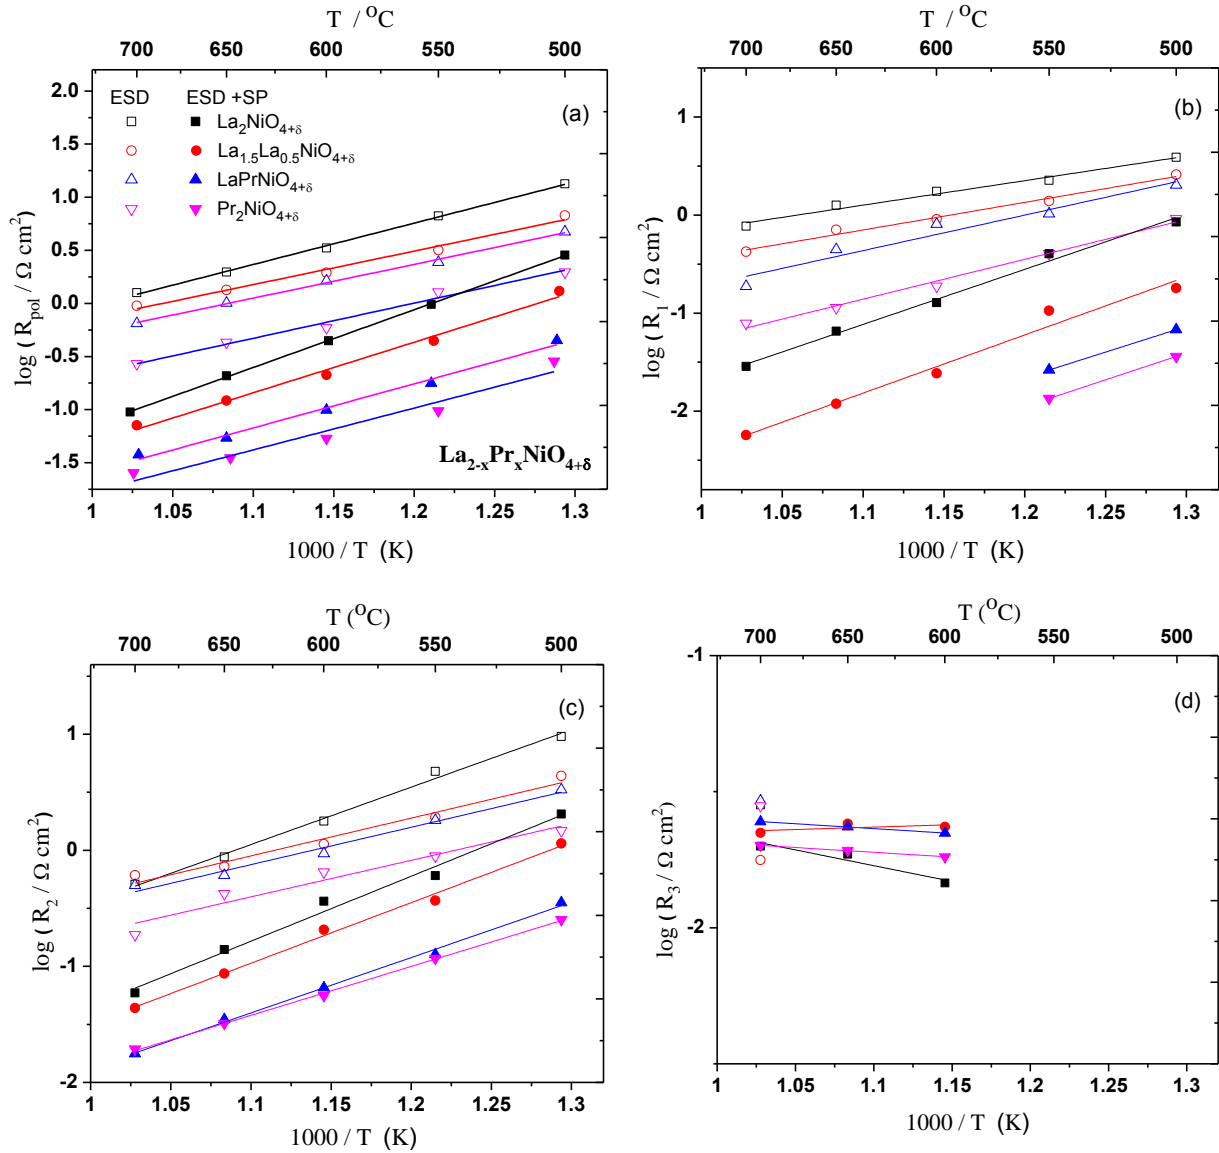 T / °C
700 650 600 550 500
2.0
1.5
1.0
0.5
0.0
-0.5
-1.0
-1.5
log ( R_pol / Ω cm²)
ESD ESD +SP (a)
La₂NiO₄₊δ
La₁.₅La₀.₅NiO₄₊δ
LaPrNiO₄₊δ
Pr₂NiO₄₊δ
La₂₋ₓPrₓNiO₄₊δ
1 1.05 1.1 1.15 1.2 1.25 1.3
1000 / T (K)
T / °C
700 650 600 550 500
(b)
1
0
-1
-2
log ( R₁ / Ω cm²)
1 1.05 1.1 1.15 1.2 1.25 1.3
1000 / T (K)
T (°C)
700 650 600 550 500
(c)
1
0
-1
-2
log ( R₂ / Ω cm²)
1 1.05 1.1 1.15 1.2 1.25 1.3
1000 / T (K)
T (°C)
700 650 600 550 500
(d)
-1
-2
log ( R₃ / Ω cm²)
1 1.05 1.1 1.15 1.2 1.25 1.3
1000 / T (K)